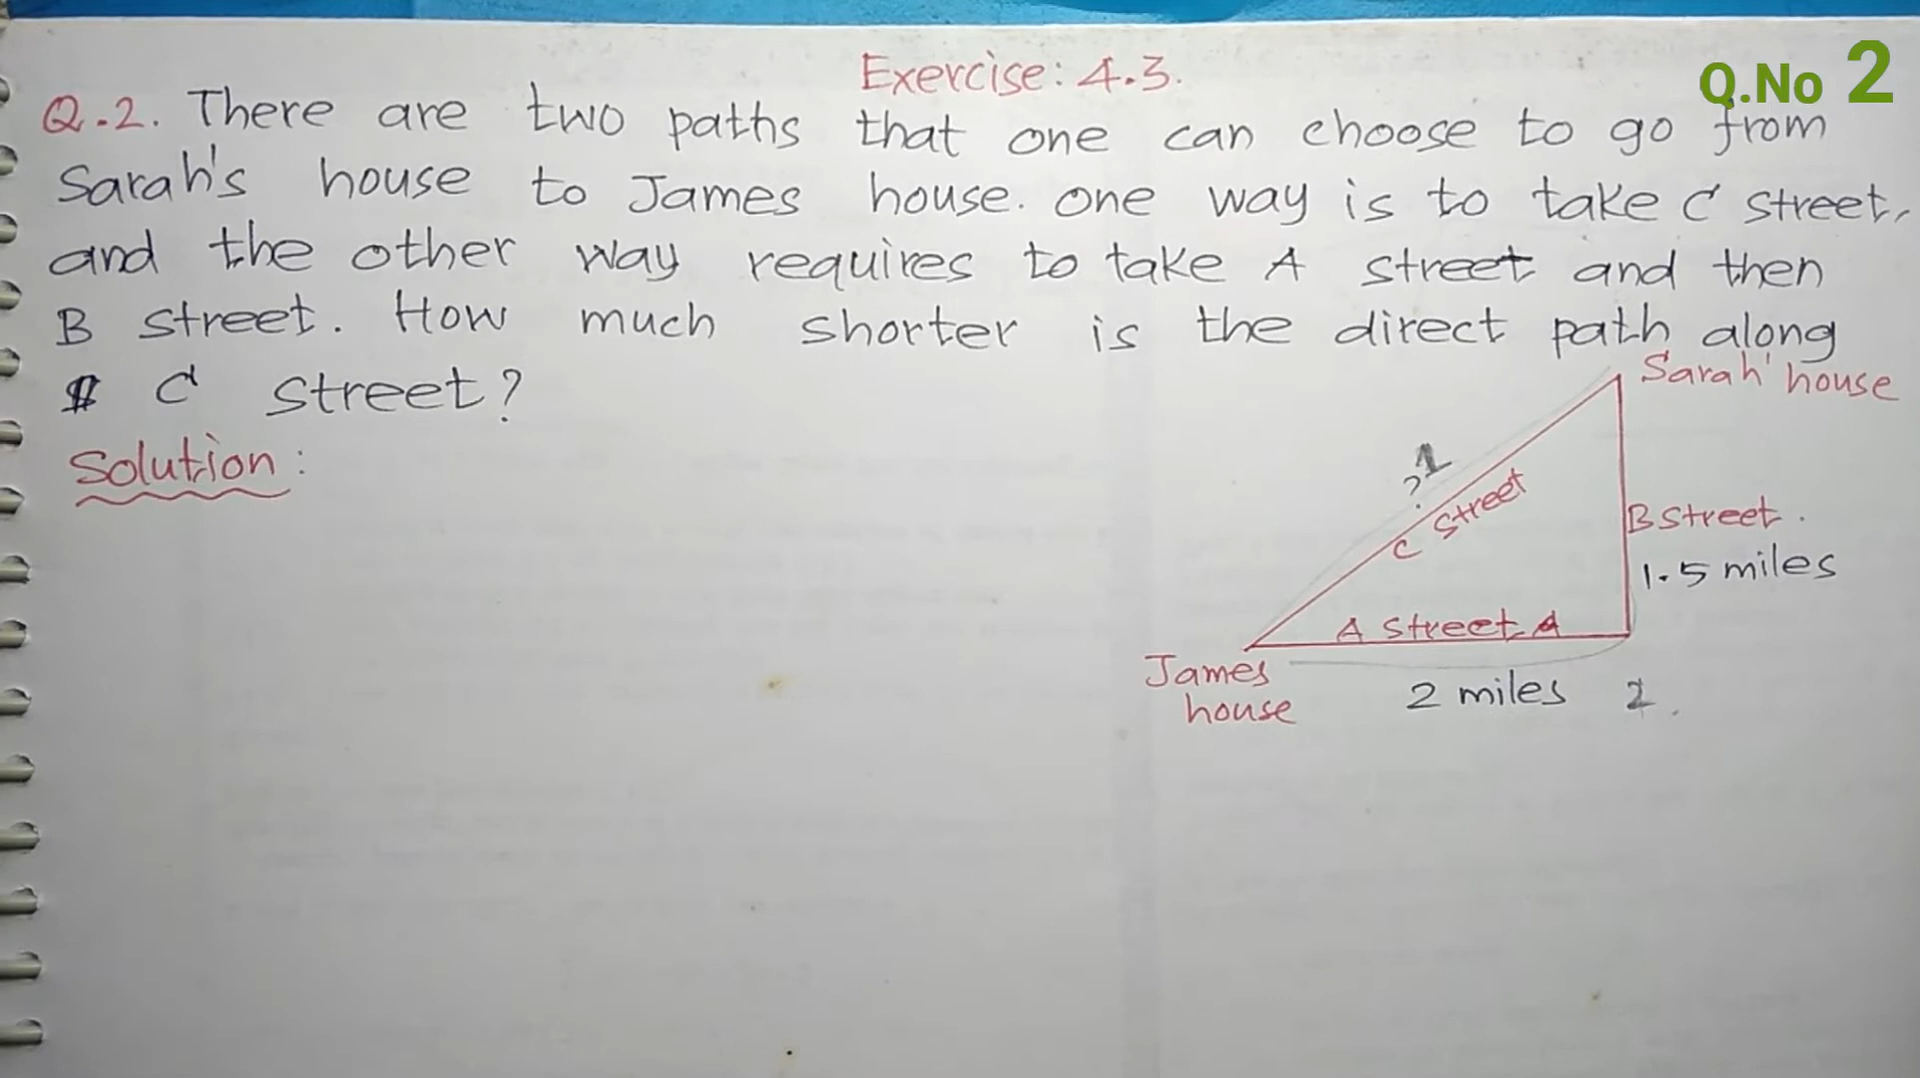 Exercise: 4.3.
Q.No 2
Q.2. There are two paths that one can choose to go from
Sarah's house to James house. one way is to take C street,
and the other way requires to take A street and then
B street. How much shorter is the direct path along
C street?
Solution:
Sarah' house
?
C Street
B Street.
1.5 miles
A Street
James
house
2 miles